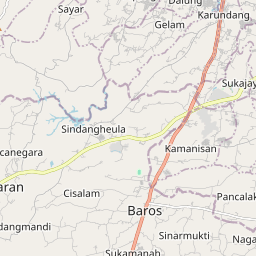 Dalung
Sayar
Karundang
Gelam
Sukajay
Sindangheula
canegara
Kamanisan
aran
Cisalam
Pancalak
Baros
dangmandi
Sinarmukti
Naga
Sukamanah